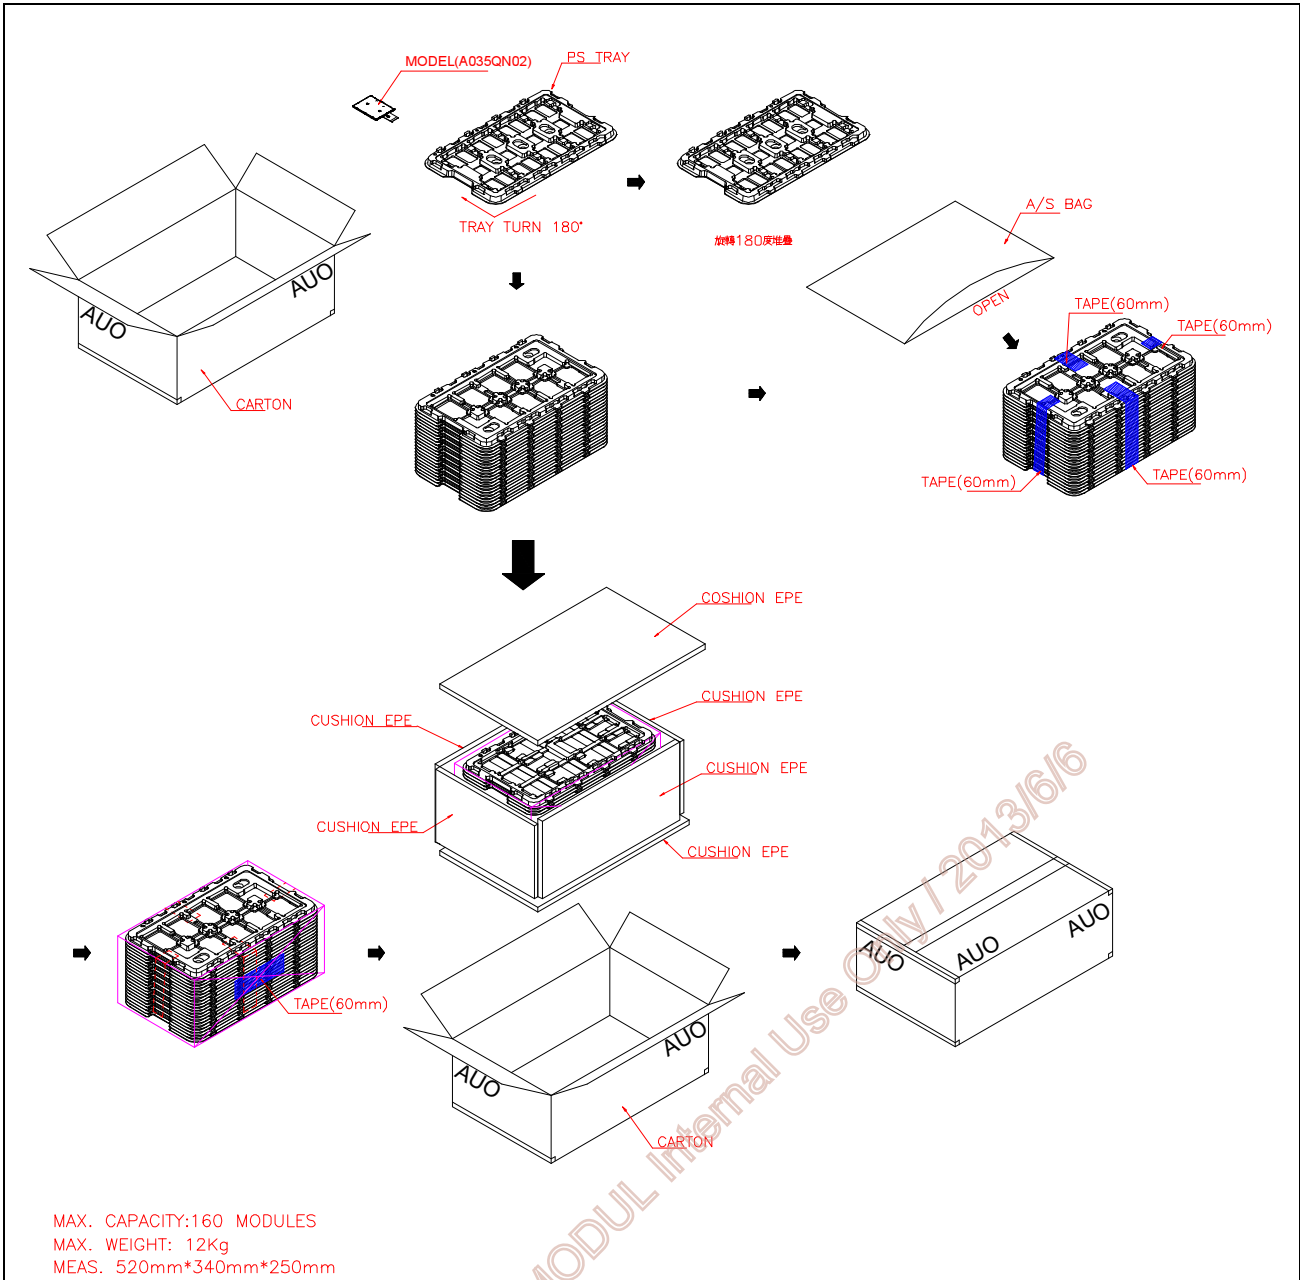 MODEL(A035QN02)
PS TRAY
TRAY TURN 180°
旋轉180度堆疊
A/S BAG
OPEN
TAPE(60mm)
TAPE(60mm)
TAPE(60mm)
TAPE(60mm)
AUO
AUO
CARTON
COSHION EPE
CUSHION EPE
CUSHION EPE
CUSHION EPE
CUSHION EPE
CUSHION EPE
TAPE(60mm)
AUO
AUO
CARTON
AUO
AUO
AUO
MODUL Internal Use Only / 2013/6/6
MAX. CAPACITY:160 MODULES
MAX. WEIGHT: 12Kg
MEAS. 520mm*340mm*250mm